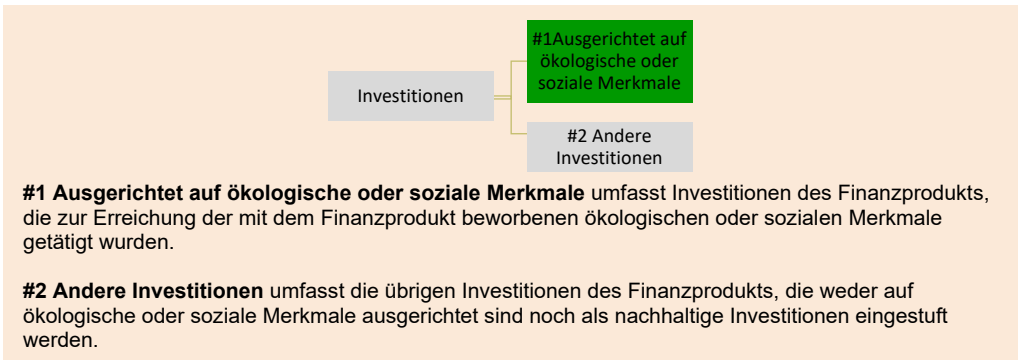 #1Ausgerichtet auf
ökologische oder
soziale Merkmale
Investitionen
#2 Andere
Investitionen
#1 Ausgerichtet auf ökologische oder soziale Merkmale umfasst Investitionen des Finanzprodukts,
die zur Erreichung der mit dem Finanzprodukt beworbenen ökologischen oder sozialen Merkmale
getätigt wurden.
#2 Andere Investitionen umfasst die übrigen Investitionen des Finanzprodukts, die weder auf
ökologische oder soziale Merkmale ausgerichtet sind noch als nachhaltige Investitionen eingestuft
werden.